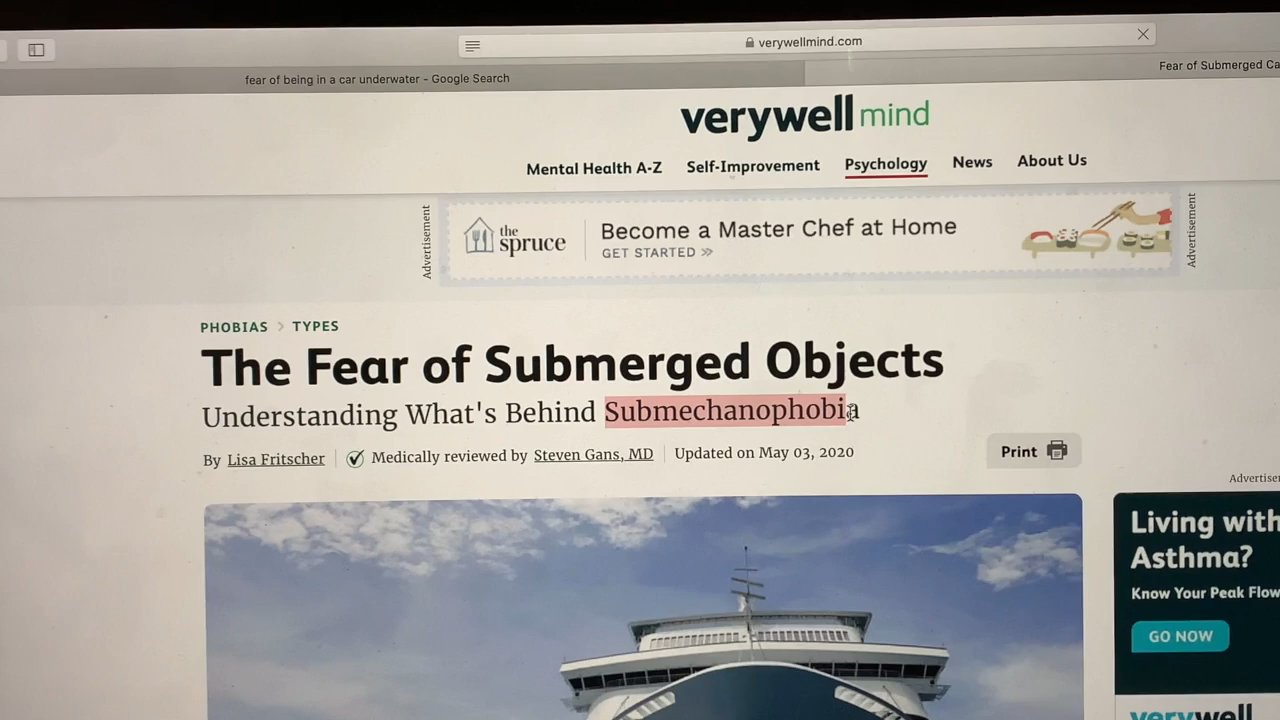 verywellmind.com
fear of being in a car underwater - Google Search
Fear of Submerged Ca
verywell mind
Mental Health A-Z Self-Improvement Psychology News About Us
Advertisement
the spruce
Become a Master Chef at Home
GET STARTED >>
Advertisement
PHOBIAS > TYPES
The Fear of Submerged Objects
Understanding What's Behind Submechanophobia
By Lisa Fritscher Medically reviewed by Steven Gans, MD Updated on May 03, 2020
Print
Advertise
Living with
Asthma?
Know Your Peak Flow
GO NOW
verywell